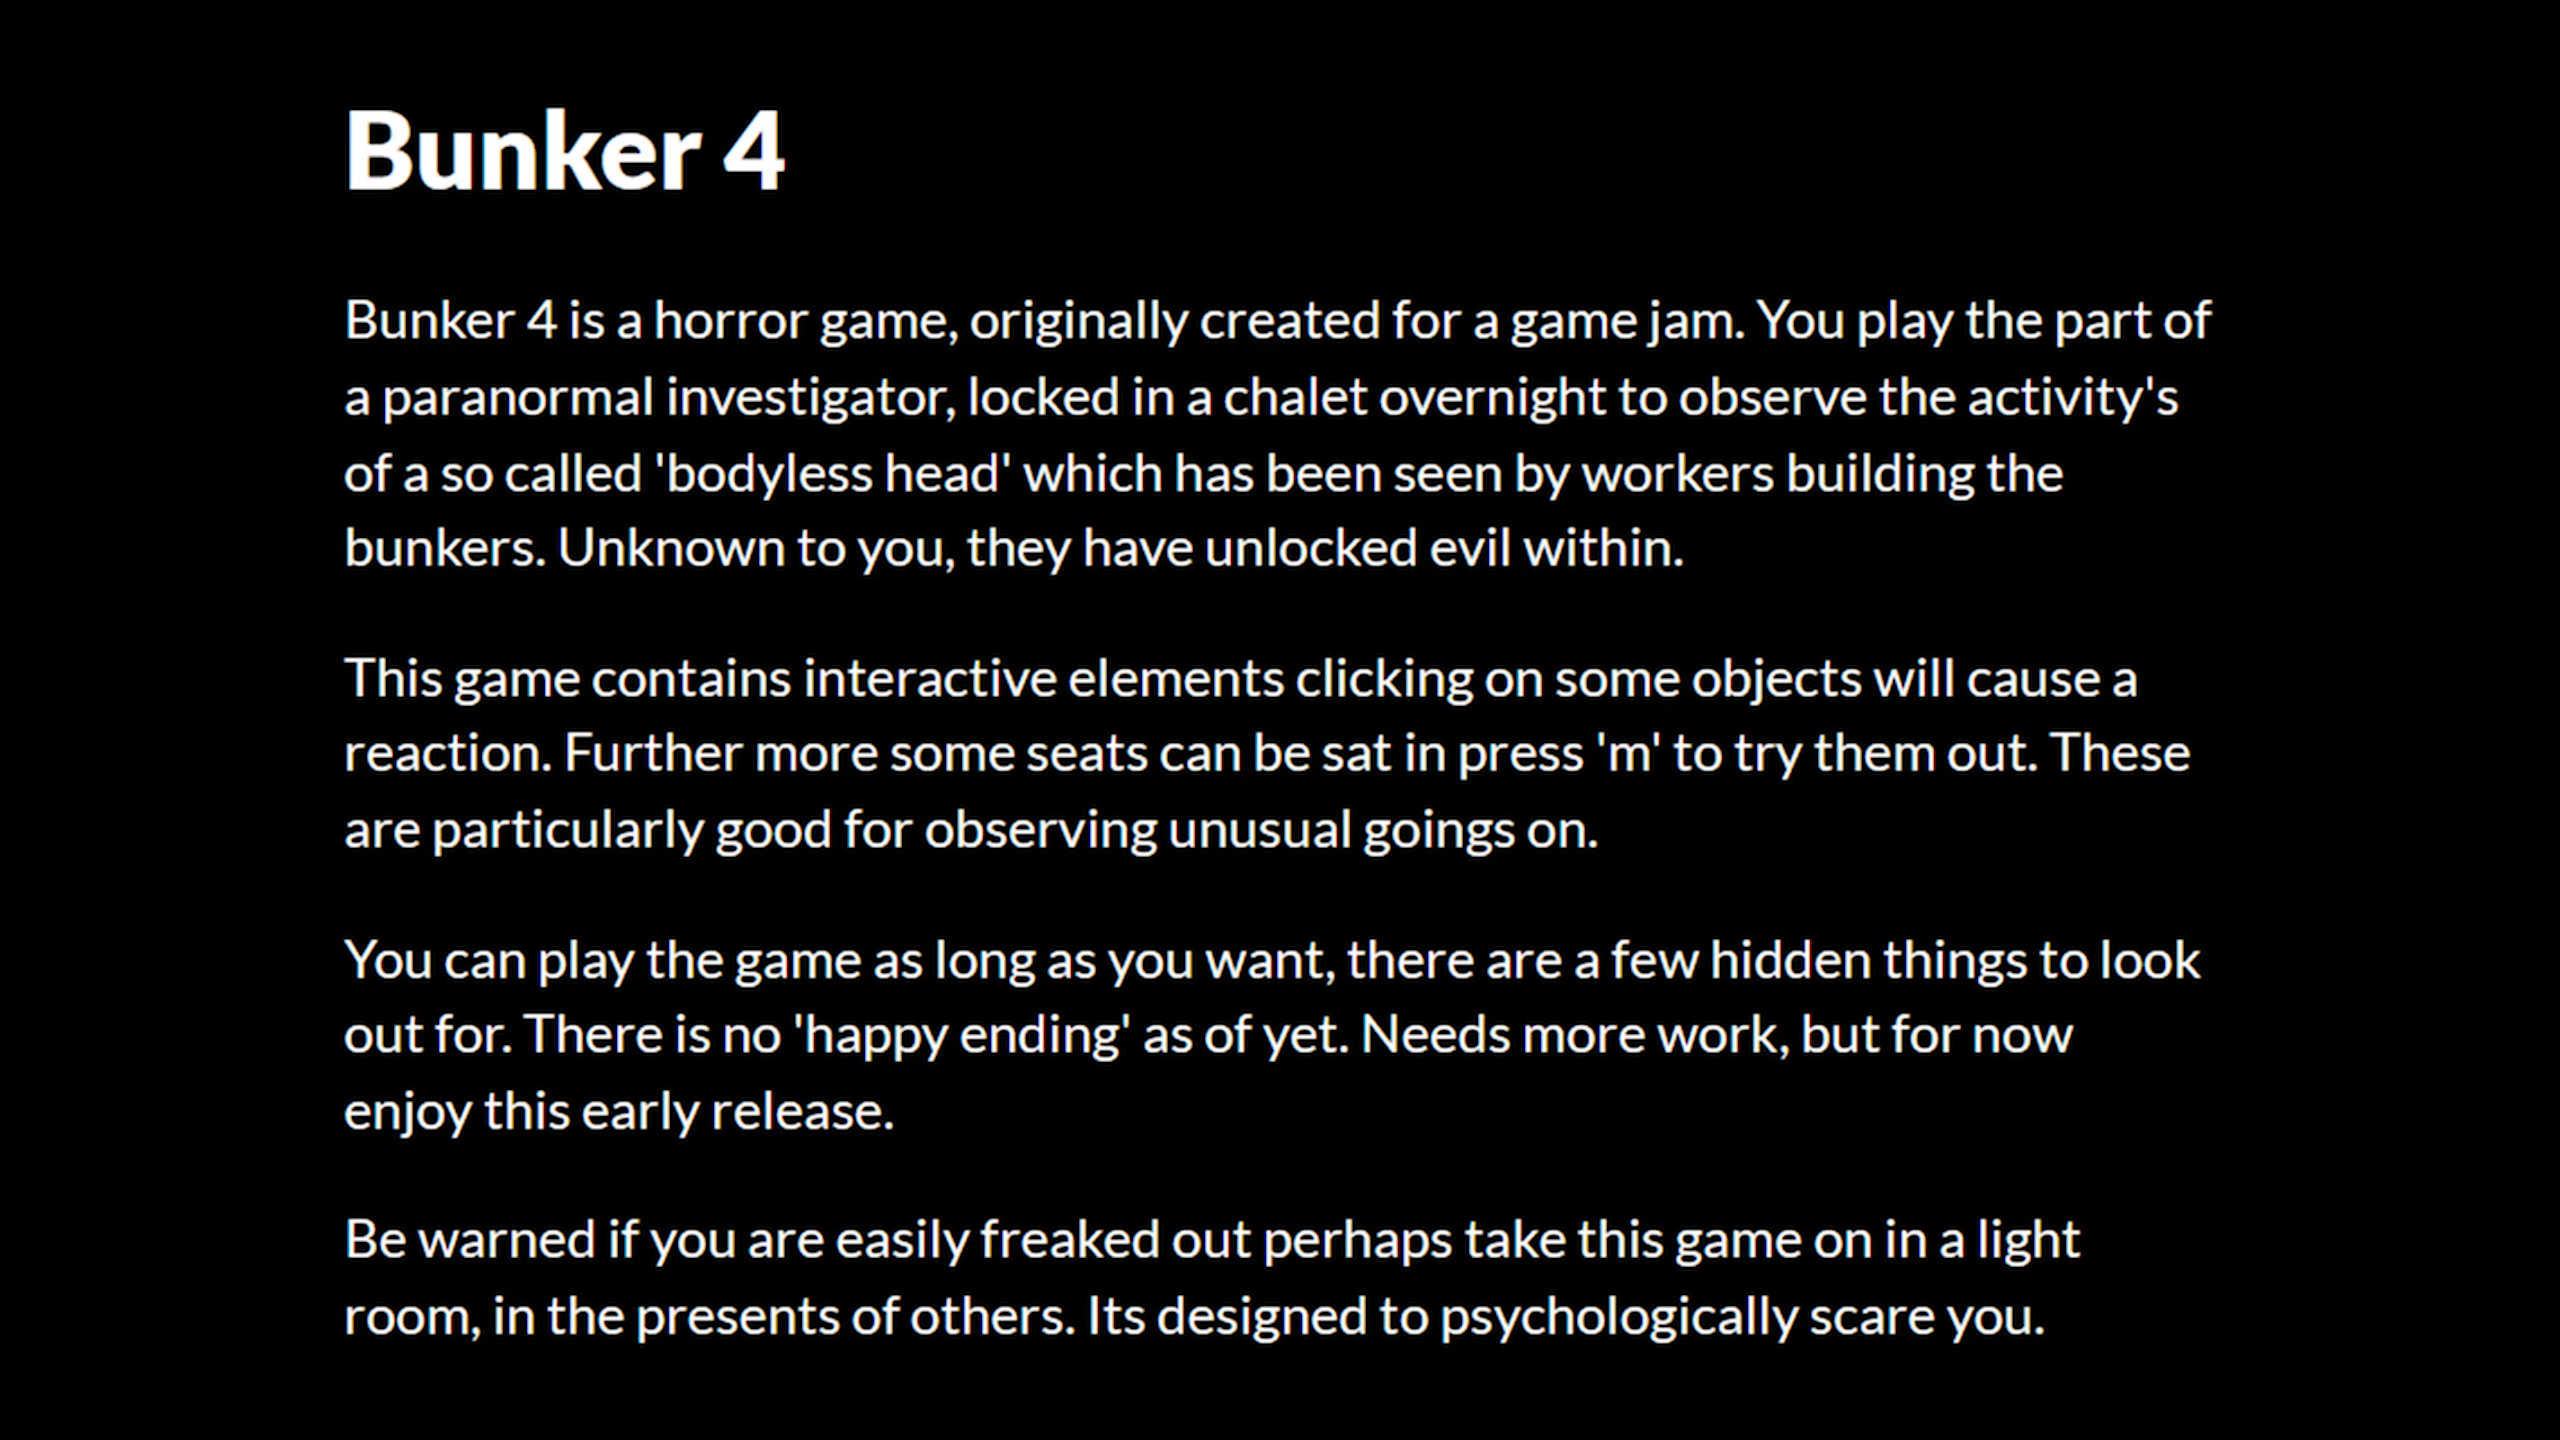 Bunker 4
Bunker 4 is a horror game, originally created for a game jam. You play the part of
a paranormal investigator, locked in a chalet overnight to observe the activity's
of a so called 'bodyless head' which has been seen by workers building the
bunkers. Unknown to you, they have unlocked evil within.
This game contains interactive elements clicking on some objects will cause a
reaction. Further more some seats can be sat in press 'm' to try them out. These
are particularly good for observing unusual goings on.
You can play the game as long as you want, there are a few hidden things to look
out for. There is no 'happy ending' as of yet. Needs more work, but for now
enjoy this early release.
Be warned if you are easily freaked out perhaps take this game on in a light
room, in the presents of others. Its designed to psychologically scare you.